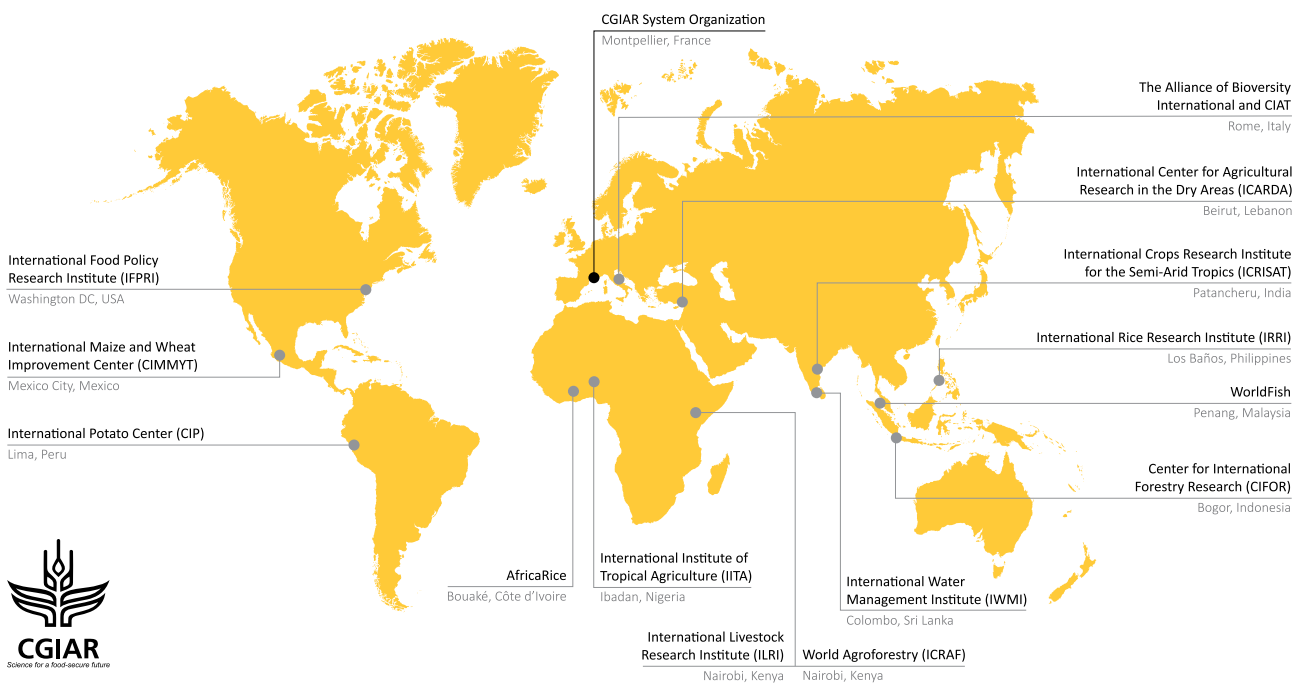 CGIAR System Organization
Montpellier, France
The Alliance of Bioversity
International and CIAT
Rome, Italy
International Center for Agricultural
Research in the Dry Areas (ICARDA)
Beirut, Lebanon
International Food Policy
Research Institute (IFPRI)
Washington DC, USA
International Crops Research Institute
for the Semi-Arid Tropics (ICRISAT)
Patancheru, India
International Maize and Wheat
Improvement Center (CIMMYT)
Mexico City, Mexico
International Rice Research Institute (IRRI)
Los Baños, Philippines
WorldFish
Penang, Malaysia
International Potato Center (CIP)
Lima, Peru
Center for International
Forestry Research (CIFOR)
Bogor, Indonesia
AfricaRice
Bouaké, Côte d’Ivoire
International Institute of
Tropical Agriculture (IITA)
Ibadan, Nigeria
International Water
Management Institute (IWMI)
Colombo, Sri Lanka
International Livestock
Research Institute (ILRI)
Nairobi, Kenya
World Agroforestry (ICRAF)
Nairobi, Kenya
CGIAR
Science for a food-secure future